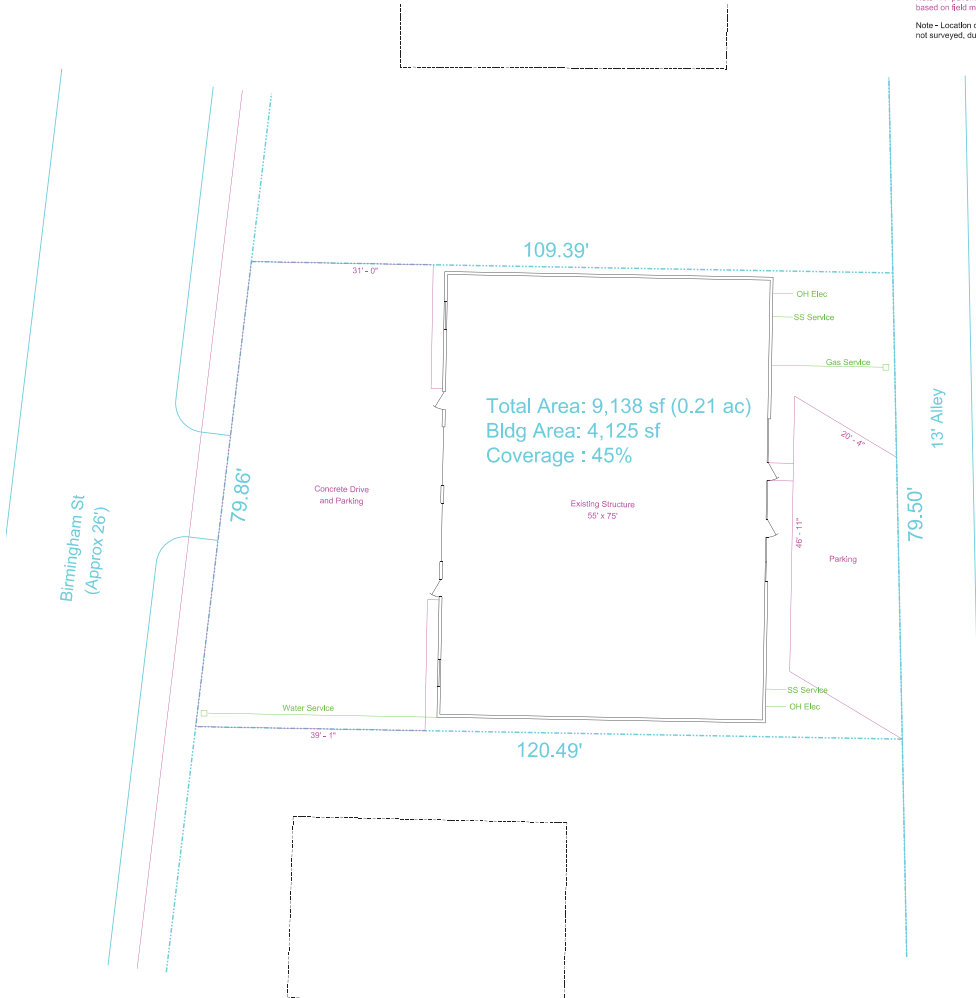 based on field m
Note - Location o
not surveyed, du
109.39'
31' - 0"
OH Elec
SS Service
Gas Service
Total Area: 9,138 sf (0.21 ac)
Bldg Area: 4,125 sf
Coverage : 45%
20' - 4"
13' Alley
79.86'
Concrete Drive
and Parking
Existing Structure
55' x 75'
46' - 11"
79.50'
Birmingham St
(Approx 26')
Parking
SS Service
OH Elec
Water Service
39' - 1"
120.49'